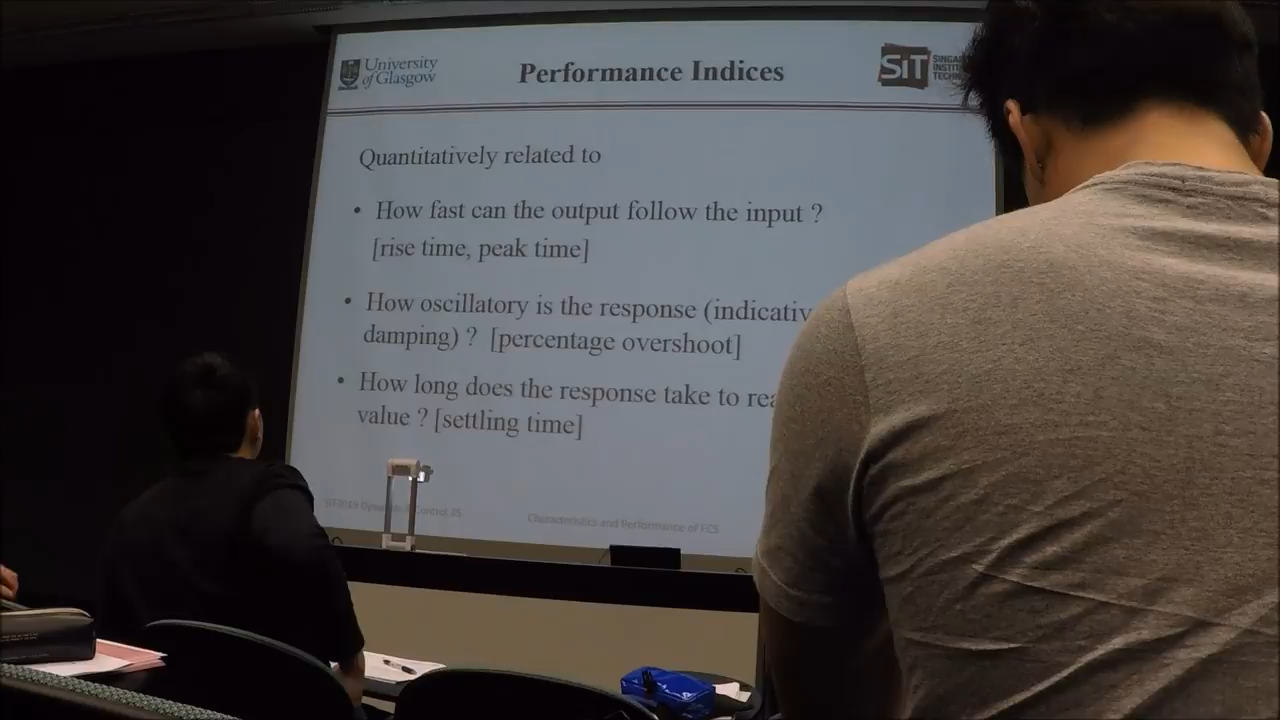 University
of Glasgow
Performance Indices
SiT
Quantitatively related to
• How fast can the output follow the input ?
[rise time, peak time]
• How oscillatory is the response (indicativ
damping) ? [percentage overshoot]
• How long does the response take to rea
value ? [settling time]
Characteristics and Performance of FCS